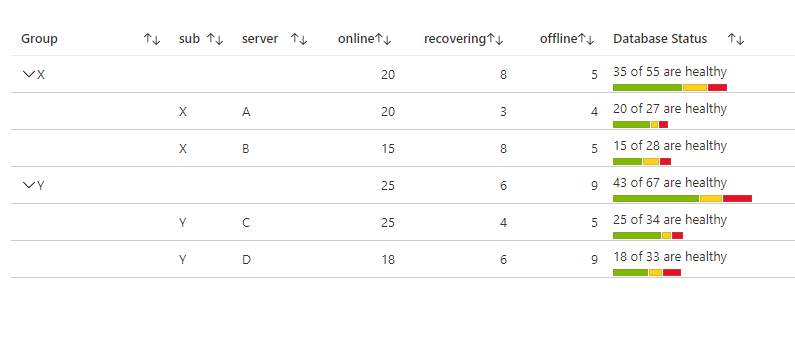 Group sub server online recovering offline Database Status
X 20 8 5 35 of 55 are healthy
X A 20 3 4 20 of 27 are healthy
X B 15 8 5 15 of 28 are healthy
Y 25 6 9 43 of 67 are healthy
Y C 25 4 5 25 of 34 are healthy
Y D 18 6 9 18 of 33 are healthy